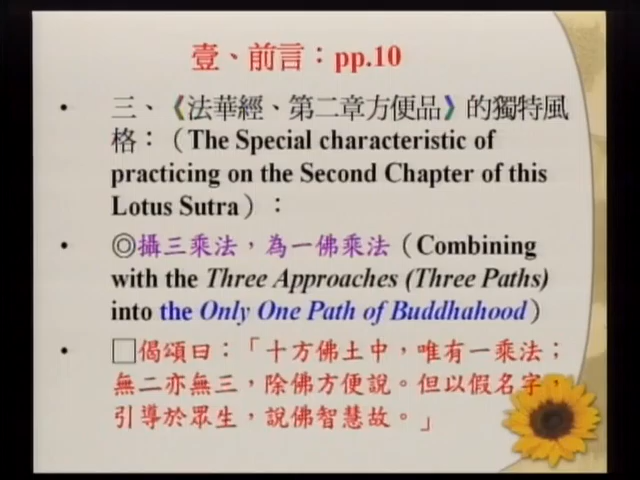 壹、前言：pp.10
• 三、《法華經、第二章方便品》的獨特風
格：（The Special characteristic of
practicing on the Second Chapter of this
Lotus Sutra）：
• ◎攝三乘法，為一佛乘法（Combining
with the Three Approaches (Three Paths)
into the Only One Path of Buddhahood）
• □偈頌曰：「十方佛土中，唯有一乘法；
無二亦無三，除佛方便說。但以假名字，
引導於眾生，說佛智慧故。」